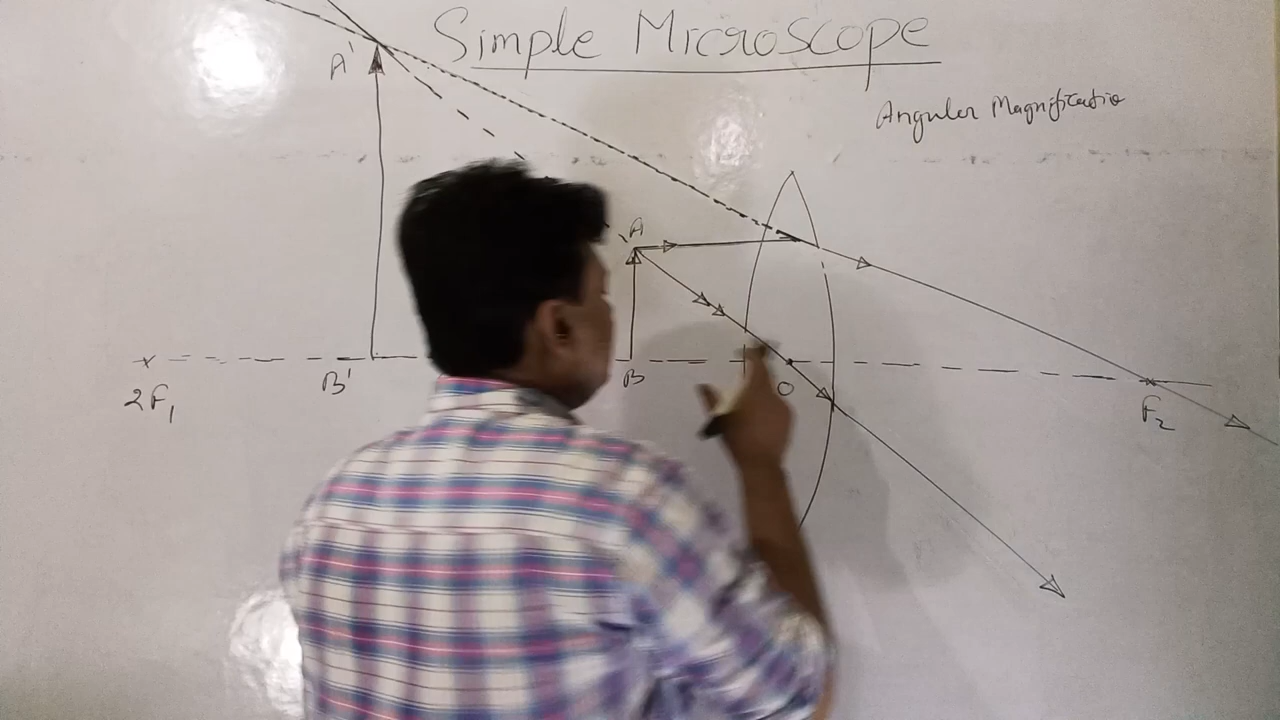 Simple Microscope
A'
Angular Magnificatio
A
B'
B
O
2F1
F2